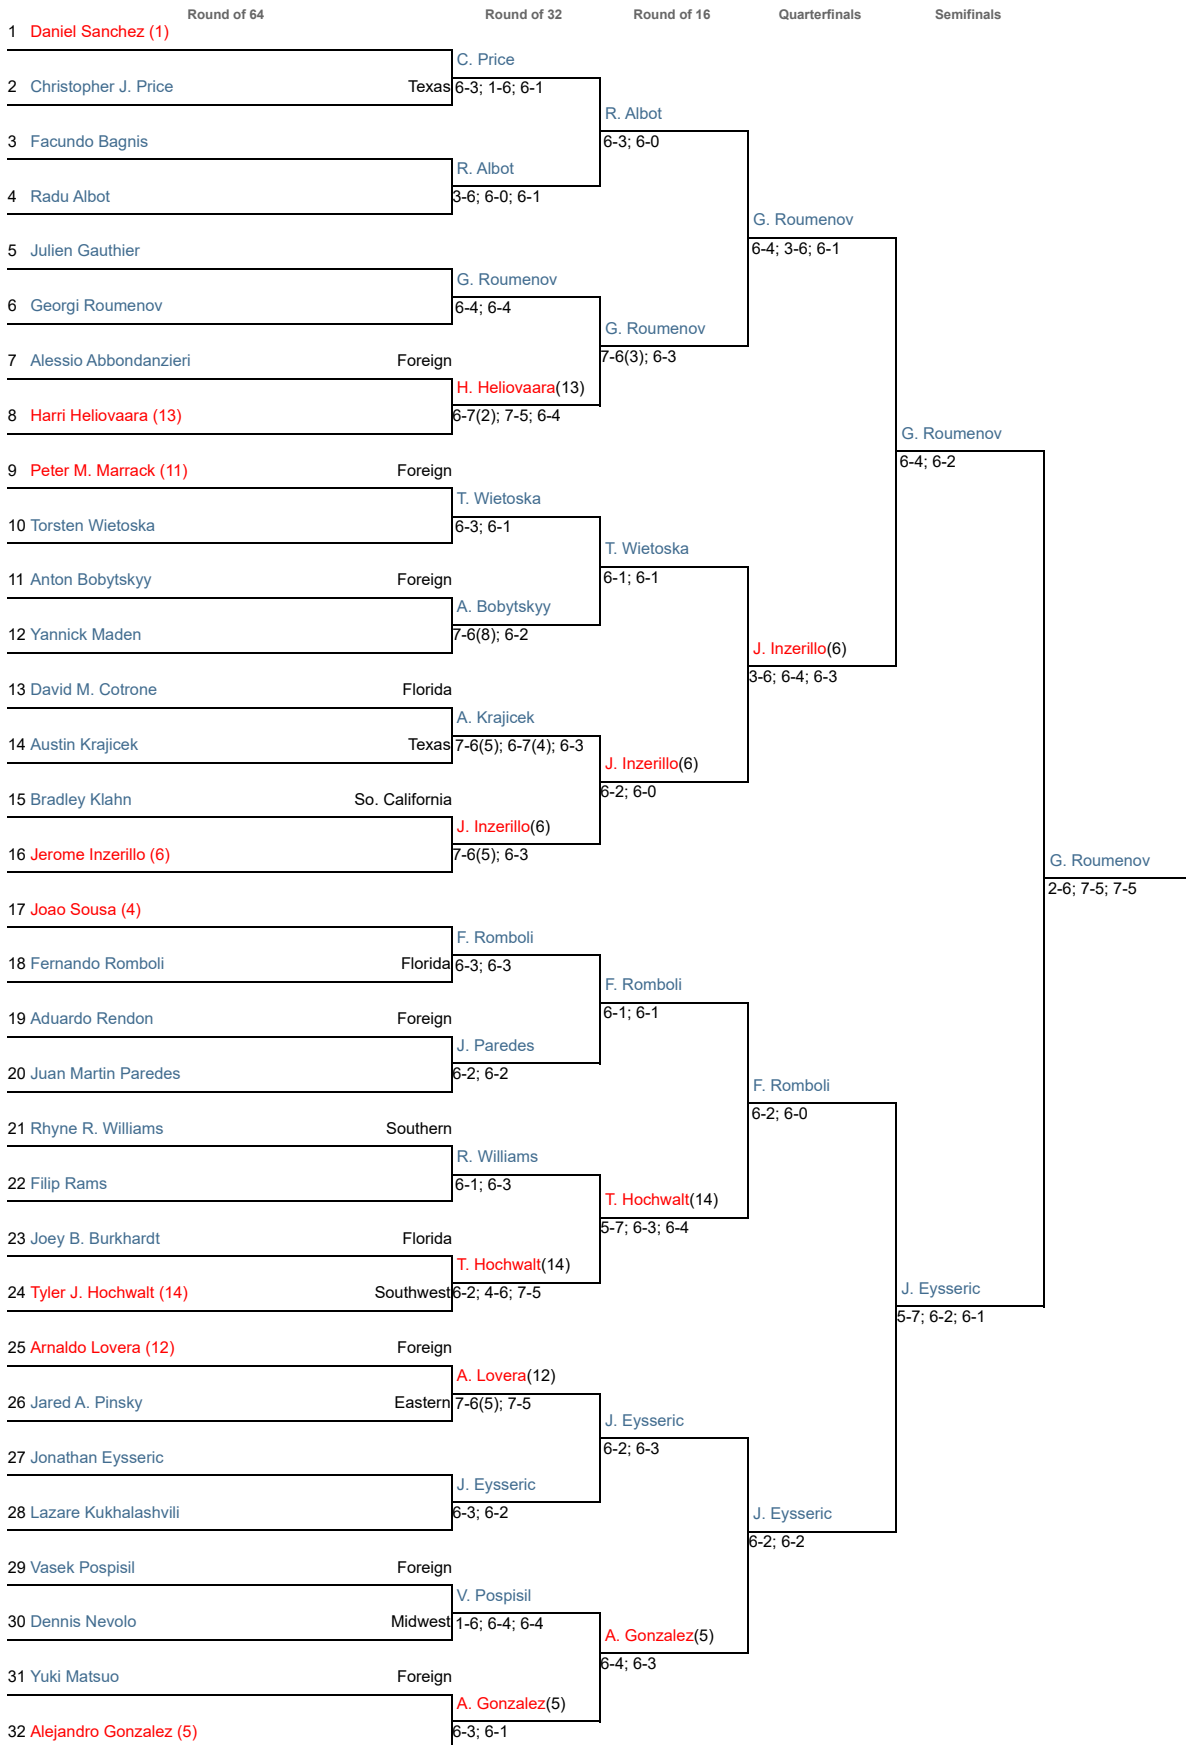 Round of 64 Round of 32 Round of 16 Quarterfinals Semifinals
1 Daniel Sanchez (1)
C. Price
2 Christopher J. Price Texas 6-3; 1-6; 6-1
R. Albot
3 Facundo Bagnis 6-3; 6-0
R. Albot
4 Radu Albot 3-6; 6-0; 6-1
G. Roumenov
5 Julien Gauthier 6-4; 3-6; 6-1
G. Roumenov
6 Georgi Roumenov 6-4; 6-4
G. Roumenov
7 Alessio Abbondanzieri Foreign 7-6(3); 6-3
H. Heliovaara(13)
8 Harri Heliovaara (13) 6-7(2); 7-5; 6-4
G. Roumenov
9 Peter M. Marrack (11) Foreign 6-4; 6-2
T. Wietoska
10 Torsten Wietoska 6-3; 6-1
T. Wietoska
11 Anton Bobytskyy Foreign 6-1; 6-1
A. Bobytskyy
12 Yannick Maden 7-6(8); 6-2
J. Inzerillo(6)
13 David M. Cotrone Florida 3-6; 6-4; 6-3
A. Krajicek
14 Austin Krajicek Texas 7-6(5); 6-7(4); 6-3
J. Inzerillo(6)
15 Bradley Klahn So. California 6-2; 6-0
J. Inzerillo(6)
16 Jerome Inzerillo (6) 7-6(5); 6-3
G. Roumenov
2-6; 7-5; 7-5
17 Joao Sousa (4)
F. Romboli
18 Fernando Romboli Florida 6-3; 6-3
F. Romboli
19 Aduardo Rendon Foreign 6-1; 6-1
J. Paredes
20 Juan Martin Paredes 6-2; 6-2
F. Romboli
21 Rhyne R. Williams Southern 6-2; 6-0
R. Williams
22 Filip Rams 6-1; 6-3
T. Hochwalt(14)
23 Joey B. Burkhardt Florida 5-7; 6-3; 6-4
T. Hochwalt(14)
24 Tyler J. Hochwalt (14) Southwest 6-2; 4-6; 7-5
J. Eysseric
5-7; 6-2; 6-1
25 Arnaldo Lovera (12) Foreign
A. Lovera(12)
26 Jared A. Pinsky Eastern 7-6(5); 7-5
J. Eysseric
27 Jonathan Eysseric 6-2; 6-3
J. Eysseric
28 Lazare Kukhalashvili 6-3; 6-2
J. Eysseric
29 Vasek Pospisil Foreign 6-2; 6-2
V. Pospisil
30 Dennis Nevolo Midwest 1-6; 6-4; 6-4
A. Gonzalez(5)
31 Yuki Matsuo Foreign 6-4; 6-3
A. Gonzalez(5)
32 Alejandro Gonzalez (5) 6-3; 6-1